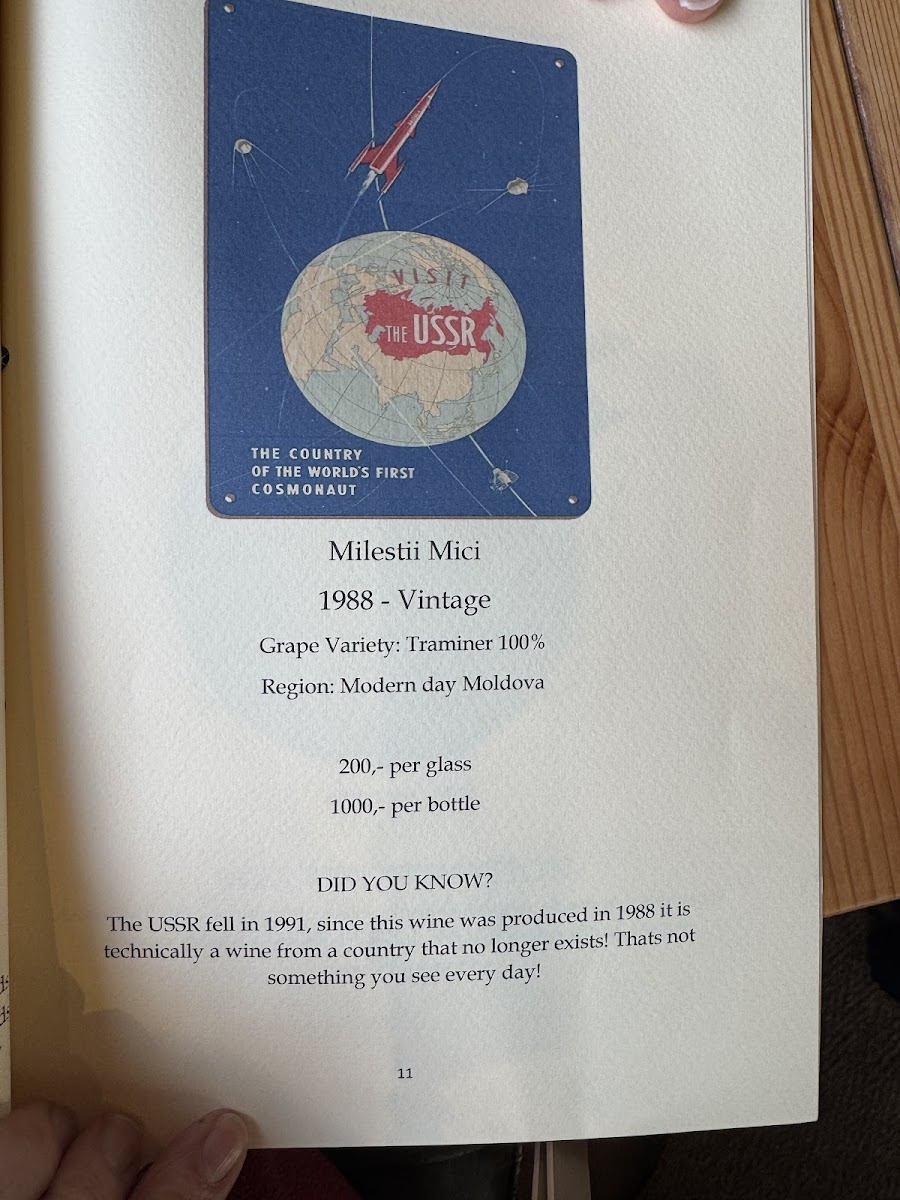 VISIT
THE USSR
THE COUNTRY
OF THE WORLD'S FIRST
COSMONAUT
Milestii Mici
1988 - Vintage
Grape Variety: Traminer 100%
Region: Modern day Moldova
200,- per glass
1000,- per bottle
DID YOU KNOW?
The USSR fell in 1991, since this wine was produced in 1988 it is
technically a wine from a country that no longer exists! Thats not
something you see every day!
11